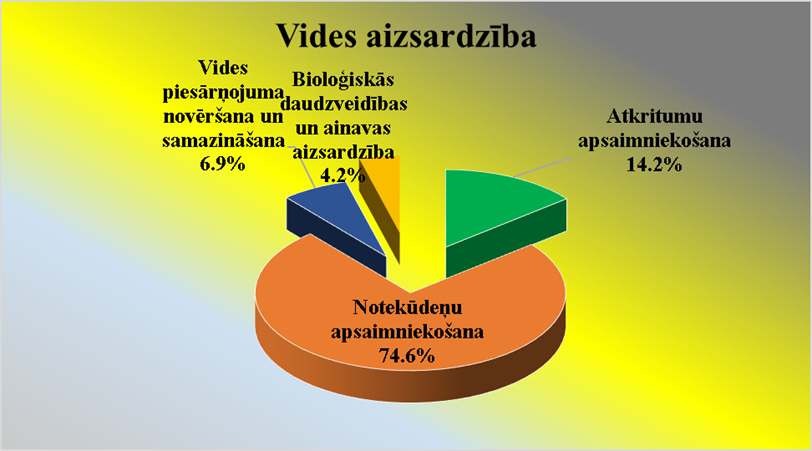 Vides aizsardzība
Vides
piesārņojuma
novēršana un
samazināšana
6.9%
Bioloģiskās
daudzveidības
un ainavas
aizsardzība
4.2%
Atkritumu
apsaimniekošana
14.2%
Notekūdeņu
apsaimniekošana
74.6%